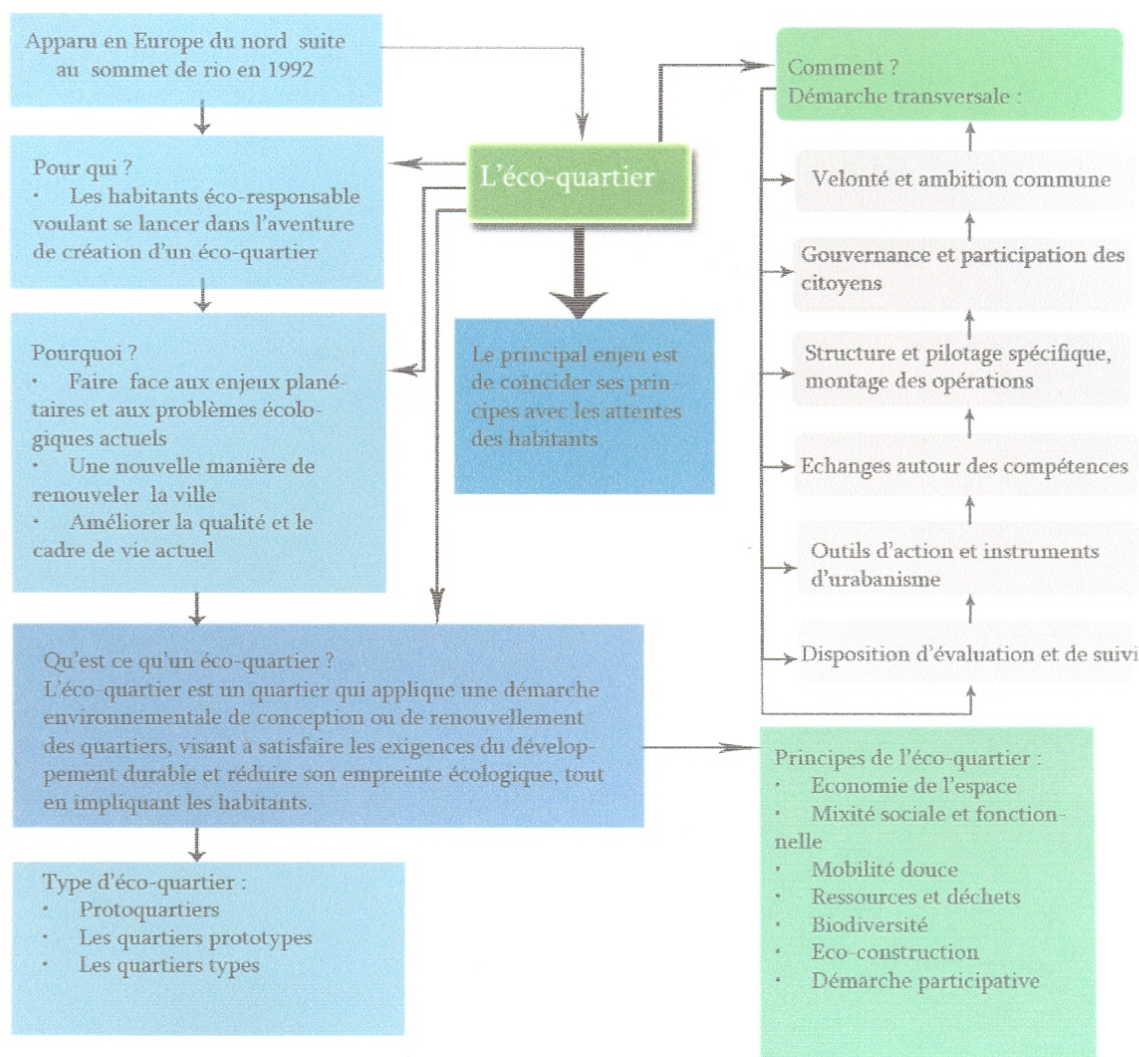 Apparu en Europe du nord suite
au sommet de rio en 1992
Pour qui ?
• Les habitants éco-responsable
voulant se lancer dans l'aventure
de création d'un éco-quartier
Pourquoi ?
• Faire face aux enjeux plané-
taires et aux problèmes écolo-
giques actuels
• Une nouvelle manière de
renouveler la ville
• Améliorer la qualité et le
cadre de vie actuel
L'éco-quartier
Le principal enjeu est
de coïncider ses prin-
cipes avec les attentes
des habitants
Qu'est ce qu'un éco-quartier ?
L'éco-quartier est un quartier qui applique une démarche
environnementale de conception ou de renouvellement
des quartiers, visant à satisfaire les exigences du dévelop-
pement durable et réduire son empreinte écologique, tout
en impliquant les habitants.
Type d'éco-quartier :
• Protoquartiers
• Les quartiers prototypes
• Les quartiers types
Comment ?
Démarche transversale :
Velonté et ambition commune
Gouvernance et participation des
citoyens
Structure et pilotage spécifique,
montage des opérations
Echanges autour des compétences
Outils d'action et instruments
d'urabanisme
Disposition d'évaluation et de suivi
Principes de l'éco-quartier :
• Economie de l'espace
• Mixité sociale et fonction-
nelle
• Mobilité douce
• Ressources et déchets
• Biodiversité
• Eco-construction
• Démarche participative